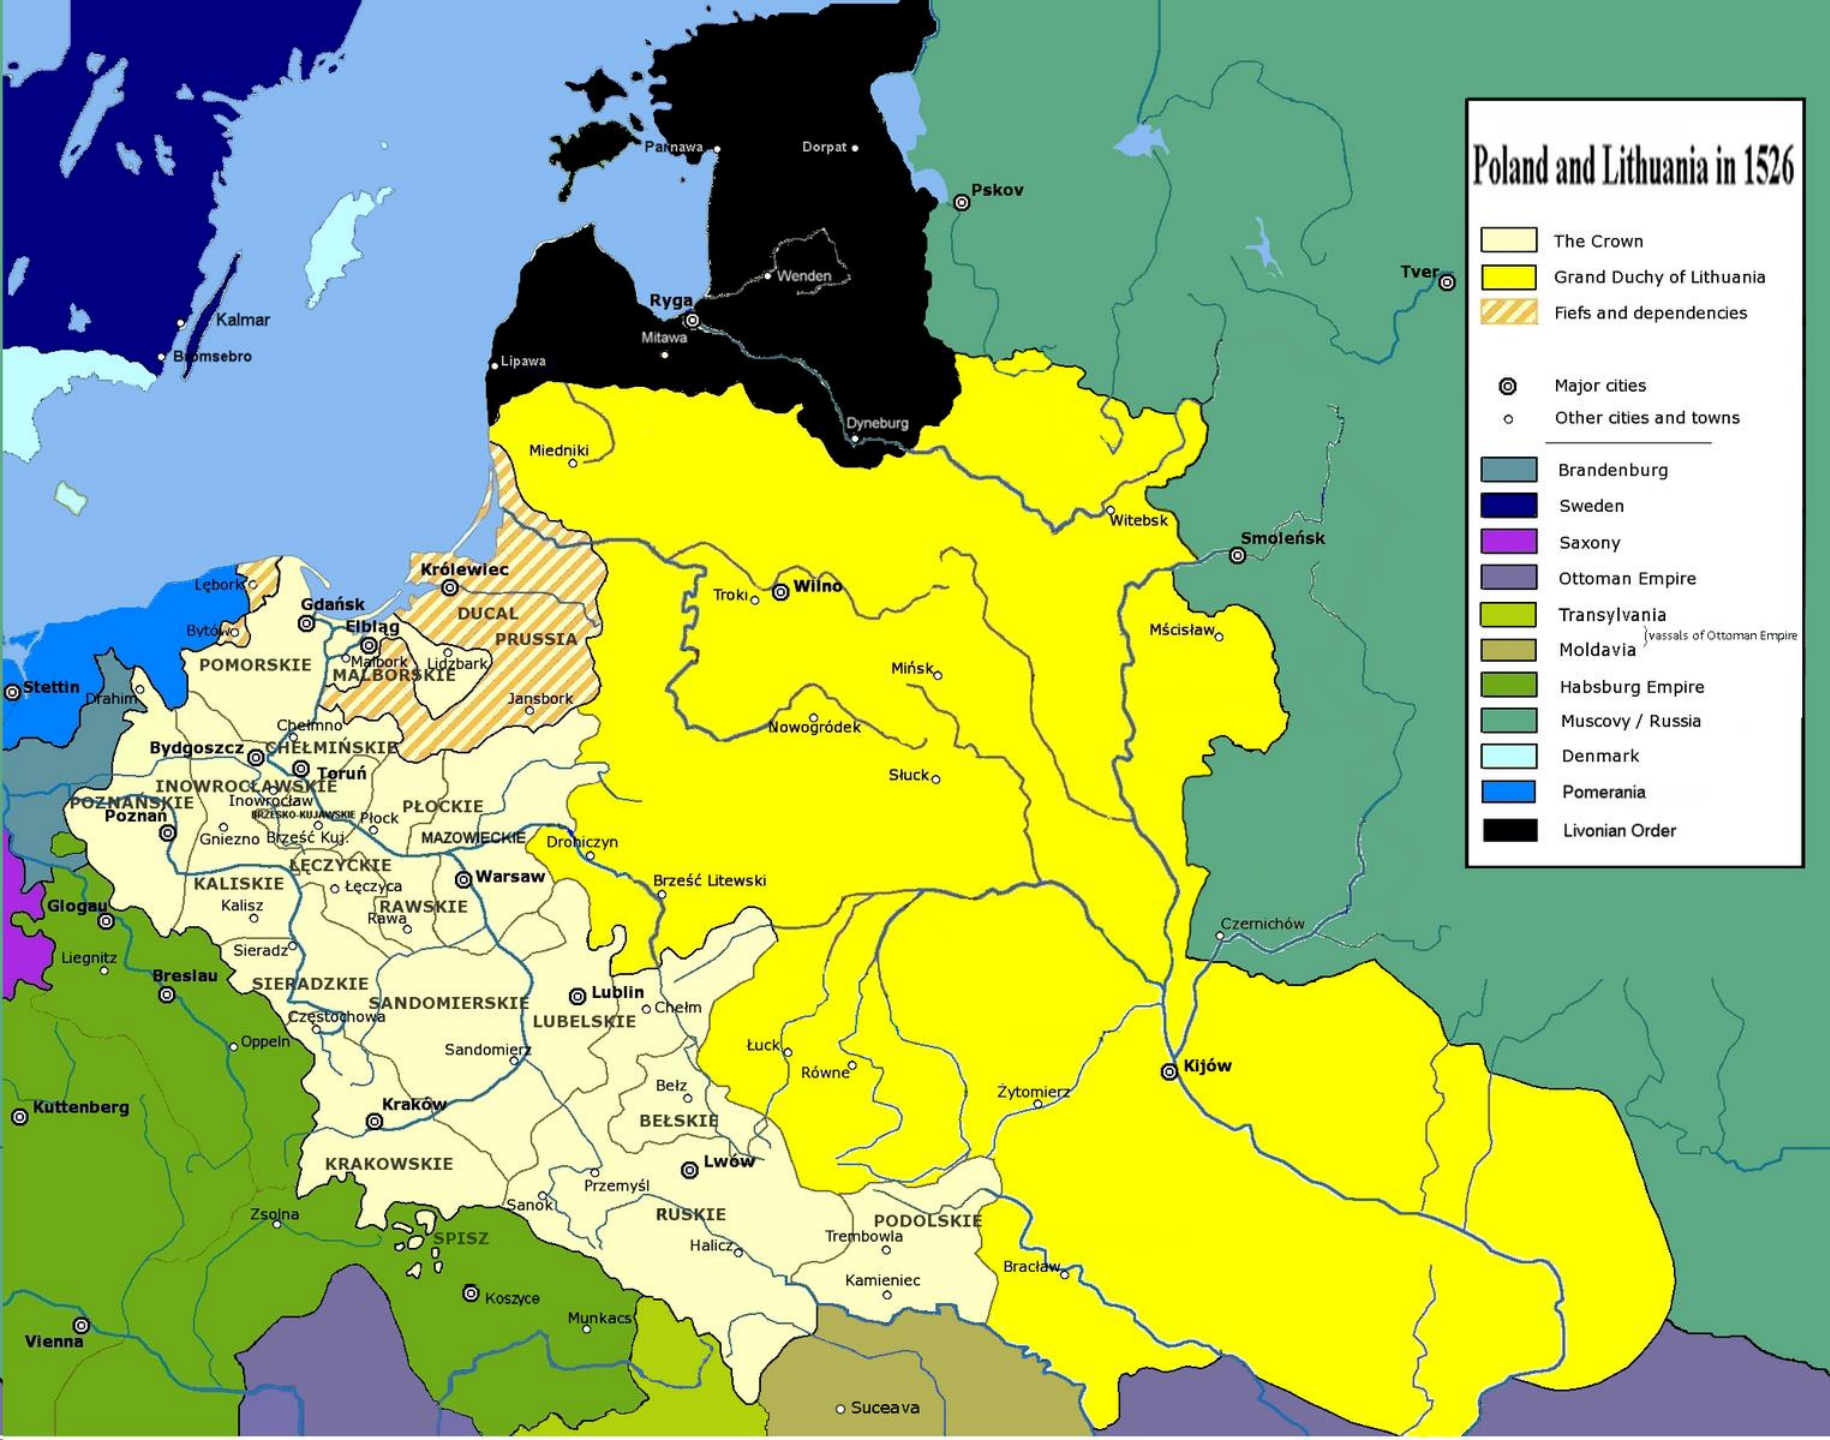 Parnawa
Dorpat
Pskov
Wenden
Tver
Ryga
Mitawa
Kalmar
Bromsebro
Lipawa
Dyneburg
Miedniki
Witebsk
Smoleńsk
Królewiec
Lębork
Gdańsk
Troki
Wilno
DUCAL
PRUSSIA
Elbląg
Bytów
Malbork
Lidzbark
POMORSKIE
MALBORSKIE
Mścisław
Mińsk
Stettin
Drahim
Jansbork
Chełmno
Nowogródek
Bydgoszcz
CHEŁMIŃSKIE
Toruń
Słuck
INOWROCŁAWSKIE
Inowrocław
POZNAŃSKIE
PŁOCKIE
Poznań
BRZESKO-KUJAWSKIE
Płock
Gniezno
Brześć Kuj.
MAZOWIECKIE
Drohiczyn
ŁĘCZYCKIE
Warsaw
Brześć Litewski
KALISKIE
Łęczyca
Glogau
Kalisz
RAWSKIE
Rawa
Czernichów
Sieradz
Liegnitz
Breslau
SIERADZKIE
SANDOMIERSKIE
Lublin
Chełm
Częstochowa
LUBELSKIE
Oppeln
Sandomierz
Łuck
Równe
Kijów
Bełz
Żytomierz
Kuttenberg
Kraków
BEŁSKIE
KRAKOWSKIE
Lwów
Przemyśl
Sanok
Zsolna
RUSKIE
PODOLSKIE
SPISZ
Halicz
Trembowla
Bracław
Kamieniec
Koszyce
Munkacs
Vienna
Suceava
Poland and Lithuania in 1526
The Crown
Grand Duchy of Lithuania
Fiefs and dependencies
Major cities
Other cities and towns
Brandenburg
Sweden
Saxony
Ottoman Empire
Transylvania
}vassals of Ottoman Empire
Moldavia
Habsburg Empire
Muscovy / Russia
Denmark
Pomerania
Livonian Order